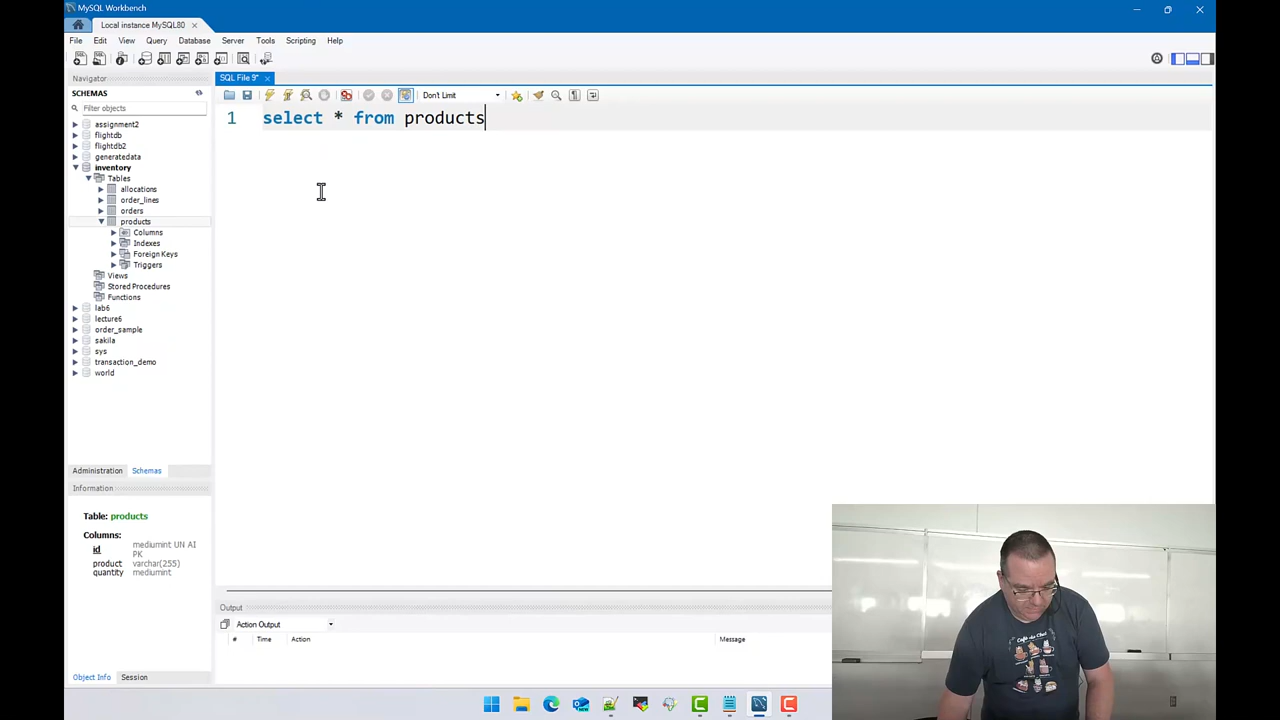 MySQL Workbench
Local instance MySQL80
File Edit View Query Database Server Tools Scripting Help
Navigator
SCHEMAS
Filter objects
assignment2
flightdb
flightdb2
generatedata
inventory
Tables
allocations
order_lines
orders
products
Columns
Indexes
Foreign Keys
Triggers
Views
Stored Procedures
Functions
lab6
lecture6
order_sample
sakila
sys
transaction_demo
world
Administration Schemas
Information
Table: products
Columns:
id mediumint UN AI
PK
product varchar(255)
quantity mediumint
Object Info Session
SQL File 9*
Don't Limit
1 select * from products
Output
Action Output
# Time Action Message